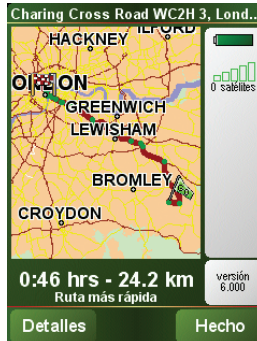 Charing Cross Road WC2H 3, Lond..
HACKNEY
ILFORD
GREENWICH
LEWISHAM
BROMLEY
CROYDON
0 satélites
0:46 hrs - 24.2 km
Ruta más rápida
versión
6.000
Detalles
Hecho